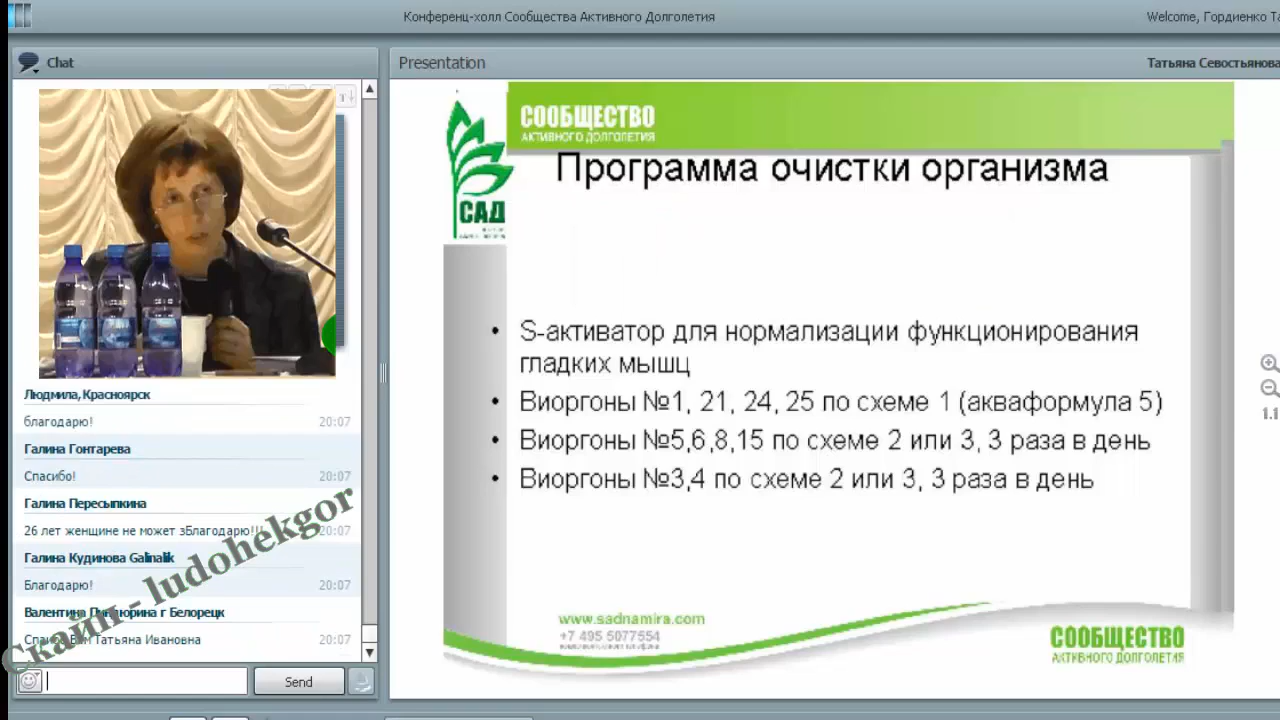 Конференц-холл Сообщества Активного Долголетия
Welcome, Гордиенко Та
Chat
Людмила, Красноярск
благодарю!
20:07
Галина Гонтарева
Спасибо!
20:07
Галина Пересыпкина
26 лет женщине не может зБлагодарю!!!
20:07
Галина Кудинова Galinalik
Благодарю!
20:07
Валентина г Белорецк
Татьяна Ивановна
20:07
Скайп - ludohekgor
Send
Presentation
Татьяна Севостьянова
СООБЩЕСТВО
АКТИВНОГО ДОЛГОЛЕТИЯ
САД
Программа очистки организма
• S-активатор для нормализации функционирования
гладких мышц
• Виоргоны №1, 21, 24, 25 по схеме 1 (акваформула 5)
• Виоргоны №5,6,8,15 по схеме 2 или 3, 3 раза в день
• Виоргоны №3,4 по схеме 2 или 3, 3 раза в день
www.sadnamira.com
+7 495 5077554
СООБЩЕСТВО
АКТИВНОГО ДОЛГОЛЕТИЯ
1.1